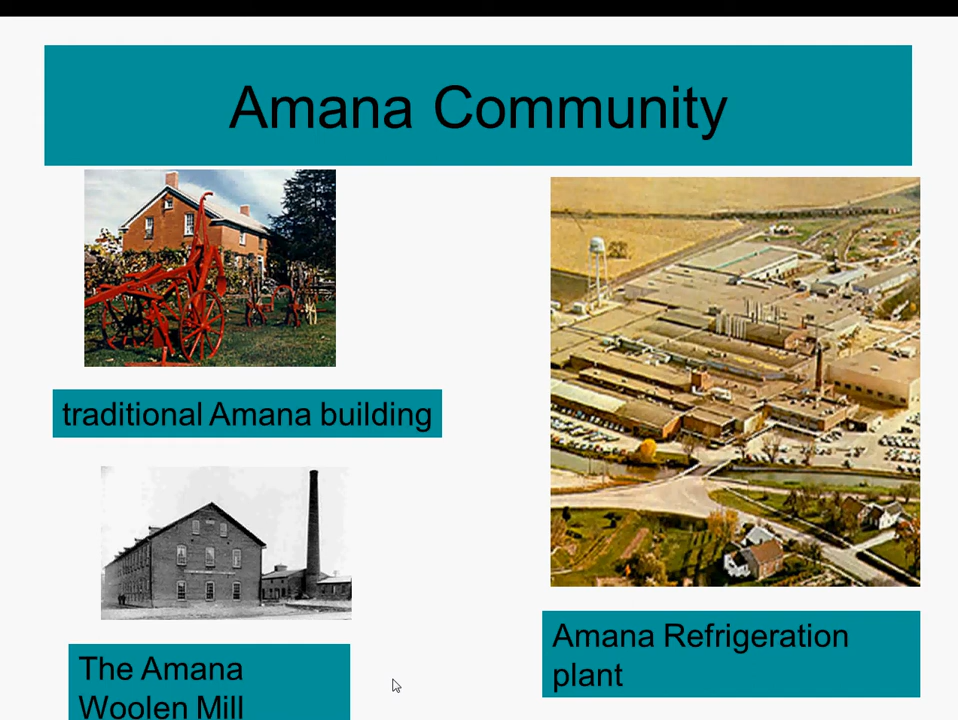 Amana Community
traditional Amana building
The Amana
Woolen Mill
Amana Refrigeration
plant